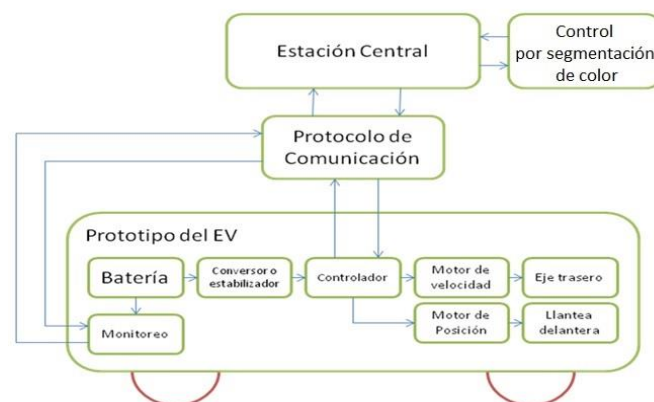 Estación Central
Control
por segmentación
de color
Protocolo de
Comunicación
Prototipo del EV
Batería
Conversor o
estabilizador
Controlador
Motor de
velocidad
Eje trasero
Monitoreo
Motor de
Posición
Llantea
delantera